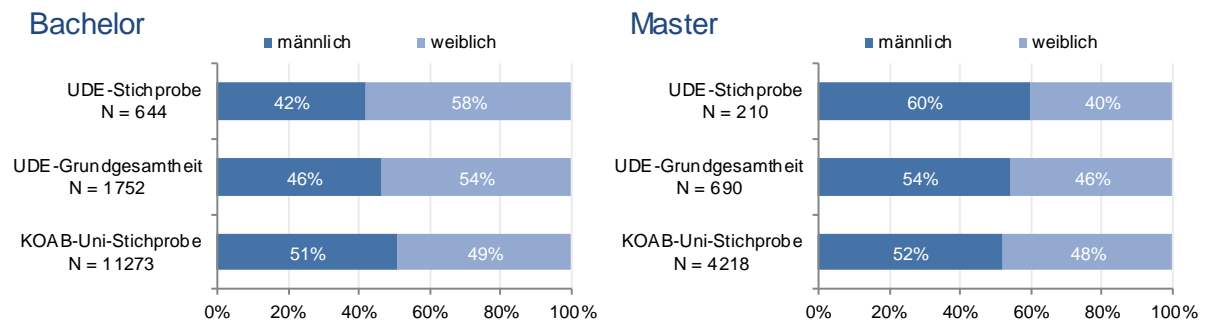 Bachelor
männlich weiblich
UDE-Stichprobe
N = 644
42% 58%
UDE-Grundgesamtheit
N = 1752
46% 54%
KOAB-Uni-Stichprobe
N = 11273
51% 49%
0% 20% 40% 60% 80% 100%
Master
männlich weiblich
UDE-Stichprobe
N = 210
60% 40%
UDE-Grundgesamtheit
N = 690
54% 46%
KOAB-Uni-Stichprobe
N = 4218
52% 48%
0% 20% 40% 60% 80% 100%